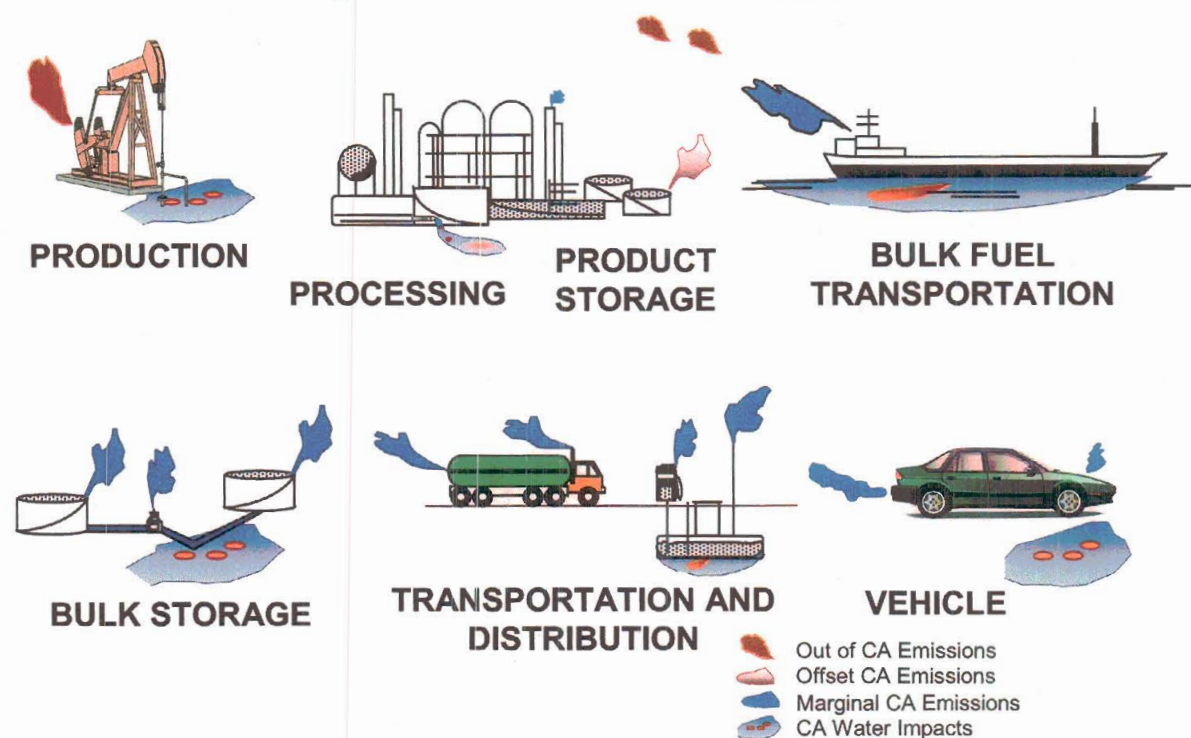 PRODUCTION
PROCESSING
PRODUCT
STORAGE
BULK FUEL
TRANSPORTATION
BULK STORAGE
TRANSPORTATION AND
DISTRIBUTION
VEHICLE
Out of CA Emissions
Offset CA Emissions
Marginal CA Emissions
CA Water Impacts